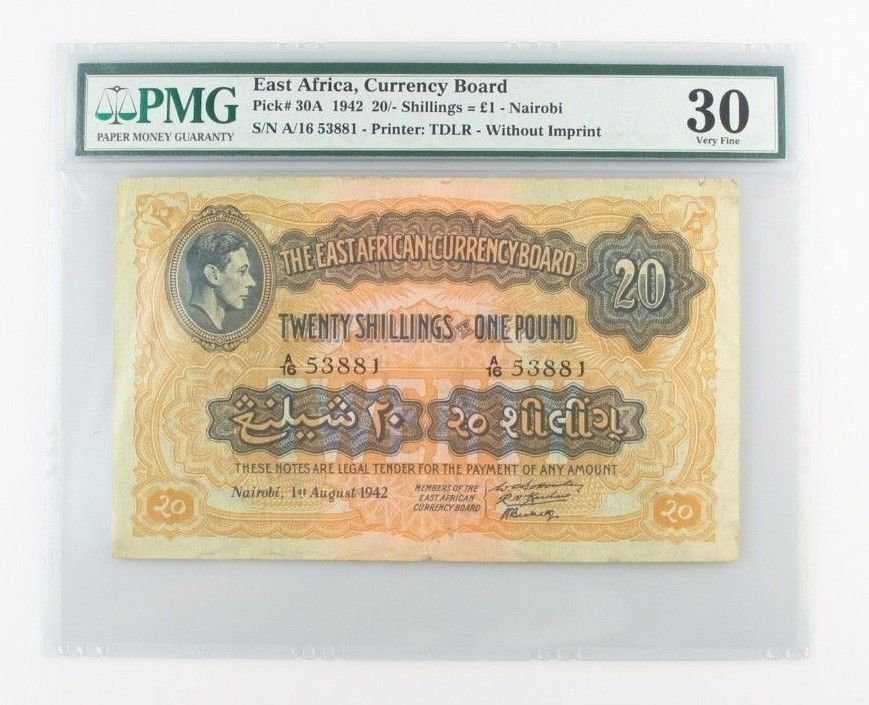 PMG
PAPER MONEY GUARANTY
East Africa, Currency Board
Pick# 30A 1942 20/- Shillings = £1 - Nairobi
S/N A/16 53881 - Printer: TDLR - Without Imprint
30
Very Fine
THE EAST AFRICAN CURRENCY BOARD
20
TWENTY SHILLINGS OR ONE POUND
A/16 53881 A/16 53881
شيلنڠ ٢٠ ૨૦ શીલીંગ
THESE NOTES ARE LEGAL TENDER FOR THE PAYMENT OF ANY AMOUNT
Nairobi, 1st August 1942
MEMBERS OF THE
EAST AFRICAN
CURRENCY BOARD
૨૦ ૨૦